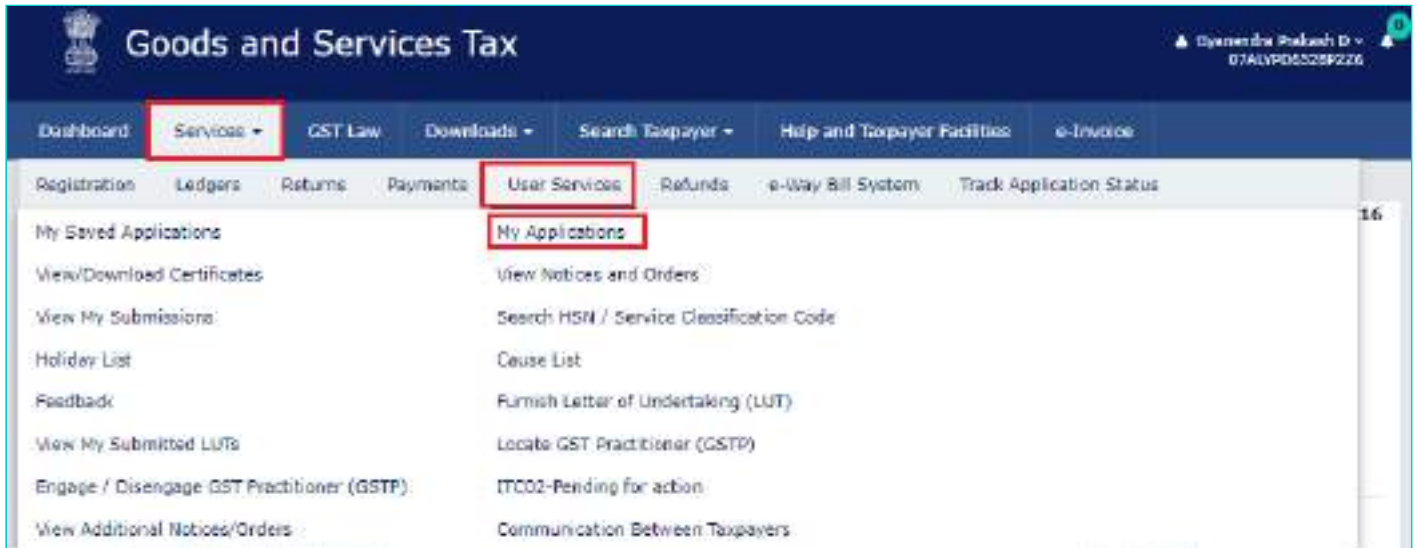 Goods and Services Tax
0
Gyanendra Prakash D
Dashboard Services GST Law Downloads Search Taxpayer Help and Taxpayer Facilities e-Invoice
Registration Ledgers Returns Payments User Services Refunds e-Way Bill System Track Application Status
16
My Saved Applications My Applications
View/Download Certificates View Notices and Orders
View My Submissions Search HSN / Service Classification Code
Holiday List Cause List
Feedback Furnish Letter of Undertaking (LUT)
View My Submitted LUTs Locate GST Practitioner (GSTP)
Engage / Disengage GST Practitioner (GSTP) ITC02-Pending for action
View Additional Notices/Orders Communication Between Taxpayers